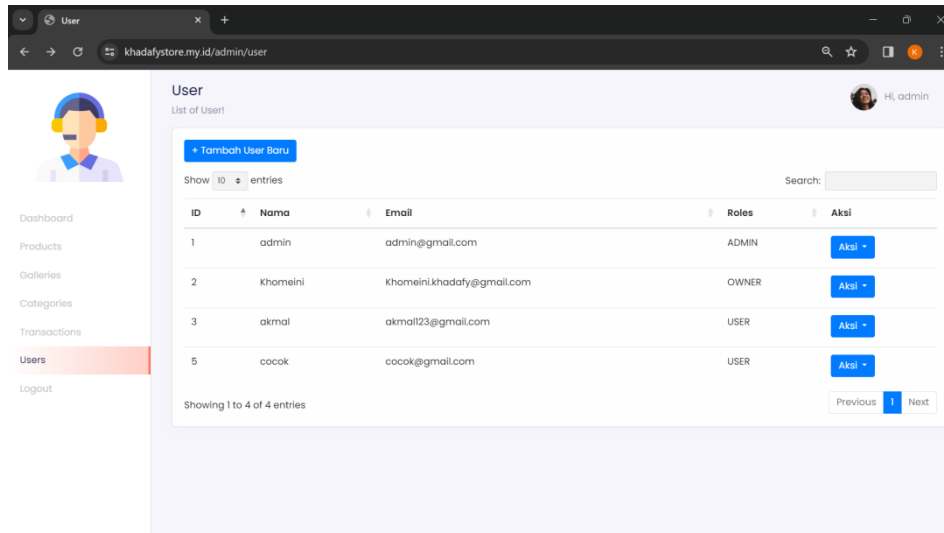 User
khadafystore.my.id/admin/user
K
User
List of User!
Hi, admin
+ Tambah User Baru
Show 10 entries
Search:
Dashboard
Products
Galleries
Categories
Transactions
Users
Logout
ID Nama Email Roles Aksi
1 admin admin@gmail.com ADMIN Aksi
2 Khomeini Khomeini.khadafy@gmail.com OWNER Aksi
3 akmal akmal123@gmail.com USER Aksi
5 cocok cocok@gmail.com USER Aksi
Showing 1 to 4 of 4 entries
Previous 1 Next